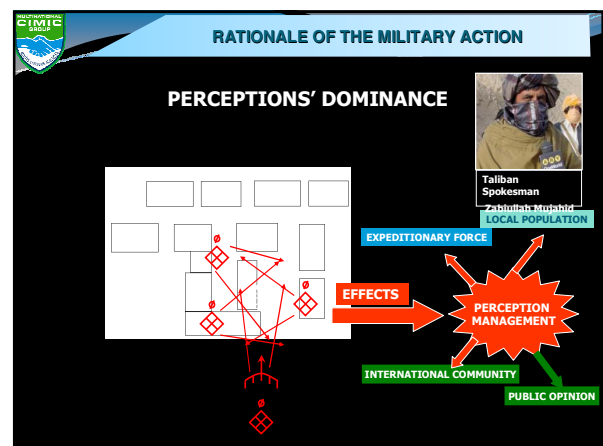 MULTINATIONAL
CIMIC
GROUP
RATIONALE OF THE MILITARY ACTION
PERCEPTIONS' DOMINANCE
Taliban
Spokesman
Zabiullah Mujahid
LOCAL POPULATION
EXPEDITIONARY FORCE
EFFECTS
PERCEPTION
MANAGEMENT
INTERNATIONAL COMMUNITY
PUBLIC OPINION
Ø
Ø
Ø
Ø